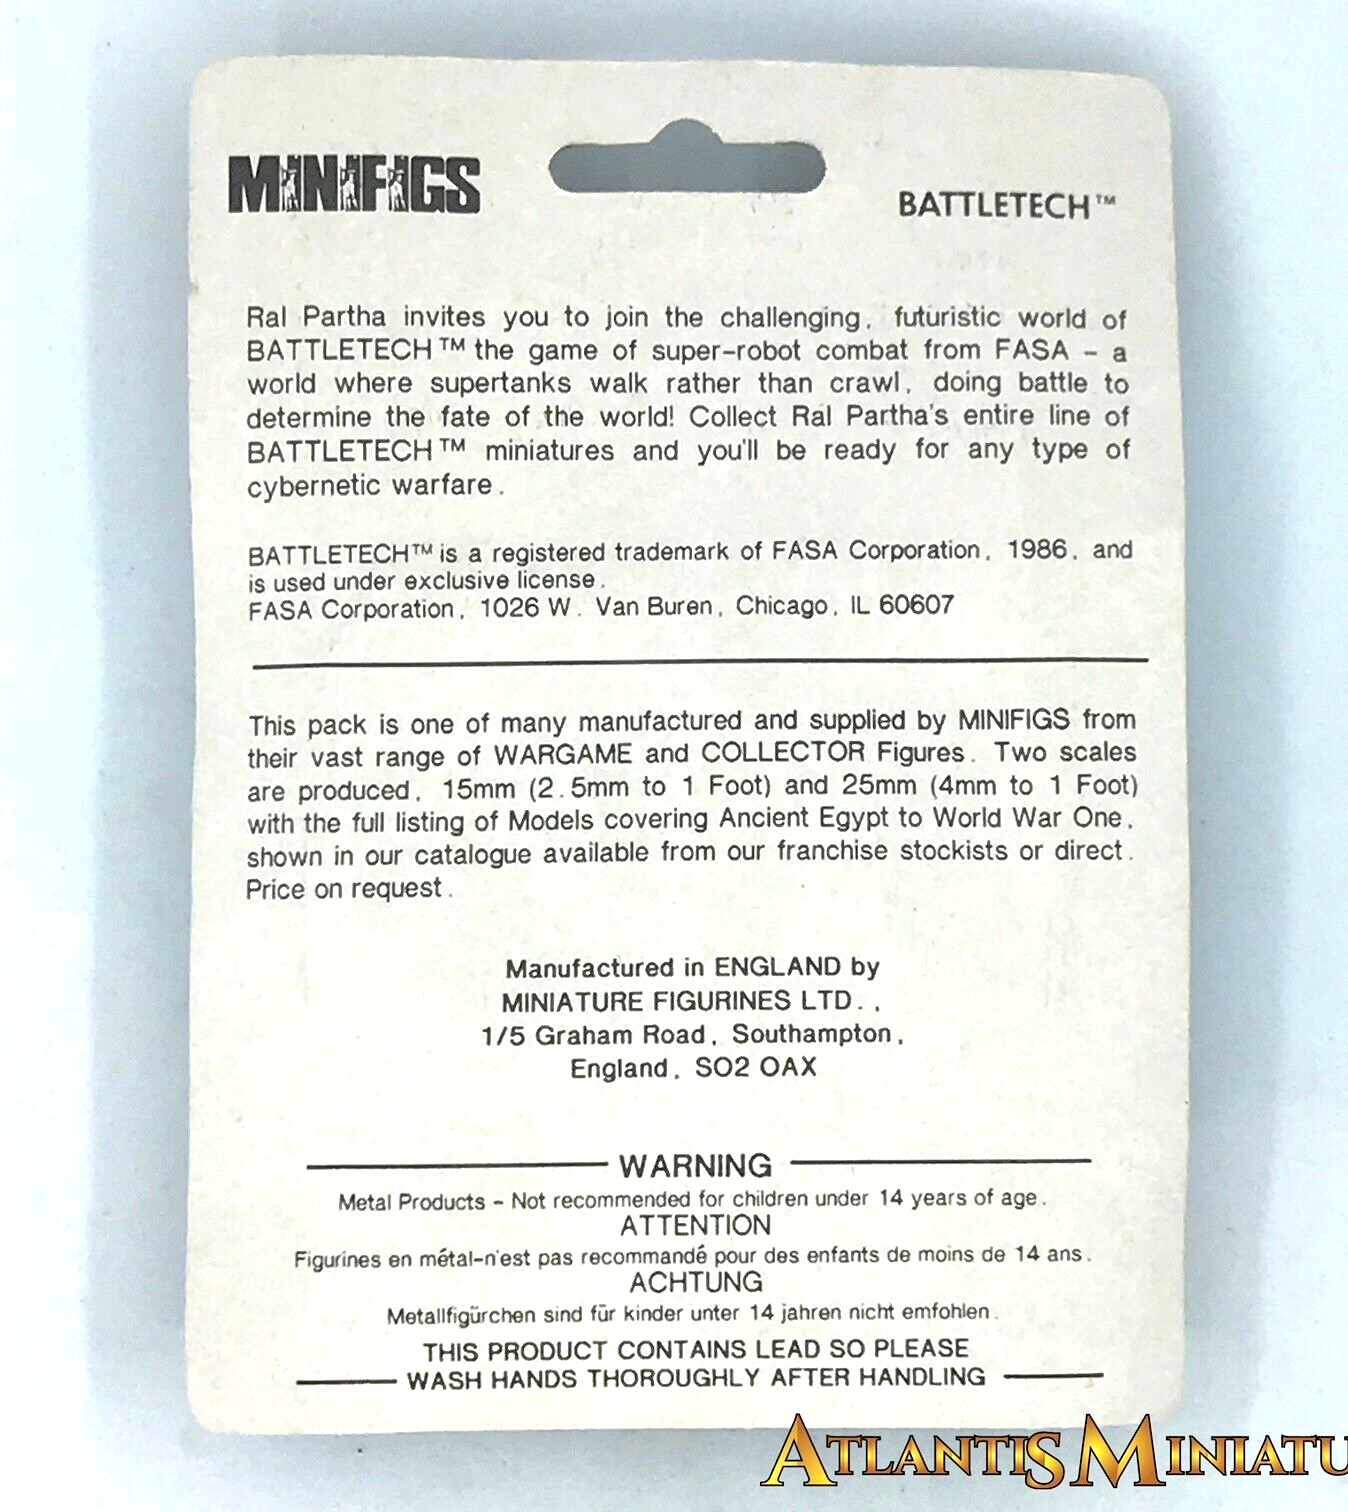 MINIFIGS
BATTLETECH™
Ral Partha invites you to join the challenging, futuristic world of
BATTLETECH™ the game of super-robot combat from FASA - a
world where supertanks walk rather than crawl, doing battle to
determine the fate of the world! Collect Ral Partha's entire line of
BATTLETECH™ miniatures and you'll be ready for any type of
cybernetic warfare.
BATTLETECH™ is a registered trademark of FASA Corporation, 1986, and
is used under exclusive license.
FASA Corporation, 1026 W. Van Buren, Chicago, IL 60607
This pack is one of many manufactured and supplied by MINIFIGS from
their vast range of WARGAME and COLLECTOR Figures. Two scales
are produced, 15mm (2.5mm to 1 Foot) and 25mm (4mm to 1 Foot)
with the full listing of Models covering Ancient Egypt to World War One,
shown in our catalogue available from our franchise stockists or direct.
Price on request.
Manufactured in ENGLAND by
MINIATURE FIGURINES LTD.,
1/5 Graham Road, Southampton,
England, SO2 OAX
WARNING
Metal Products - Not recommended for children under 14 years of age.
ATTENTION
Figurines en métal-n'est pas recommandé pour des enfants de moins de 14 ans.
ACHTUNG
Metallfigürchen sind für kinder unter 14 jahren nicht emfohlen.
THIS PRODUCT CONTAINS LEAD SO PLEASE
WASH HANDS THOROUGHLY AFTER HANDLING
ATLANTIS MINIATU